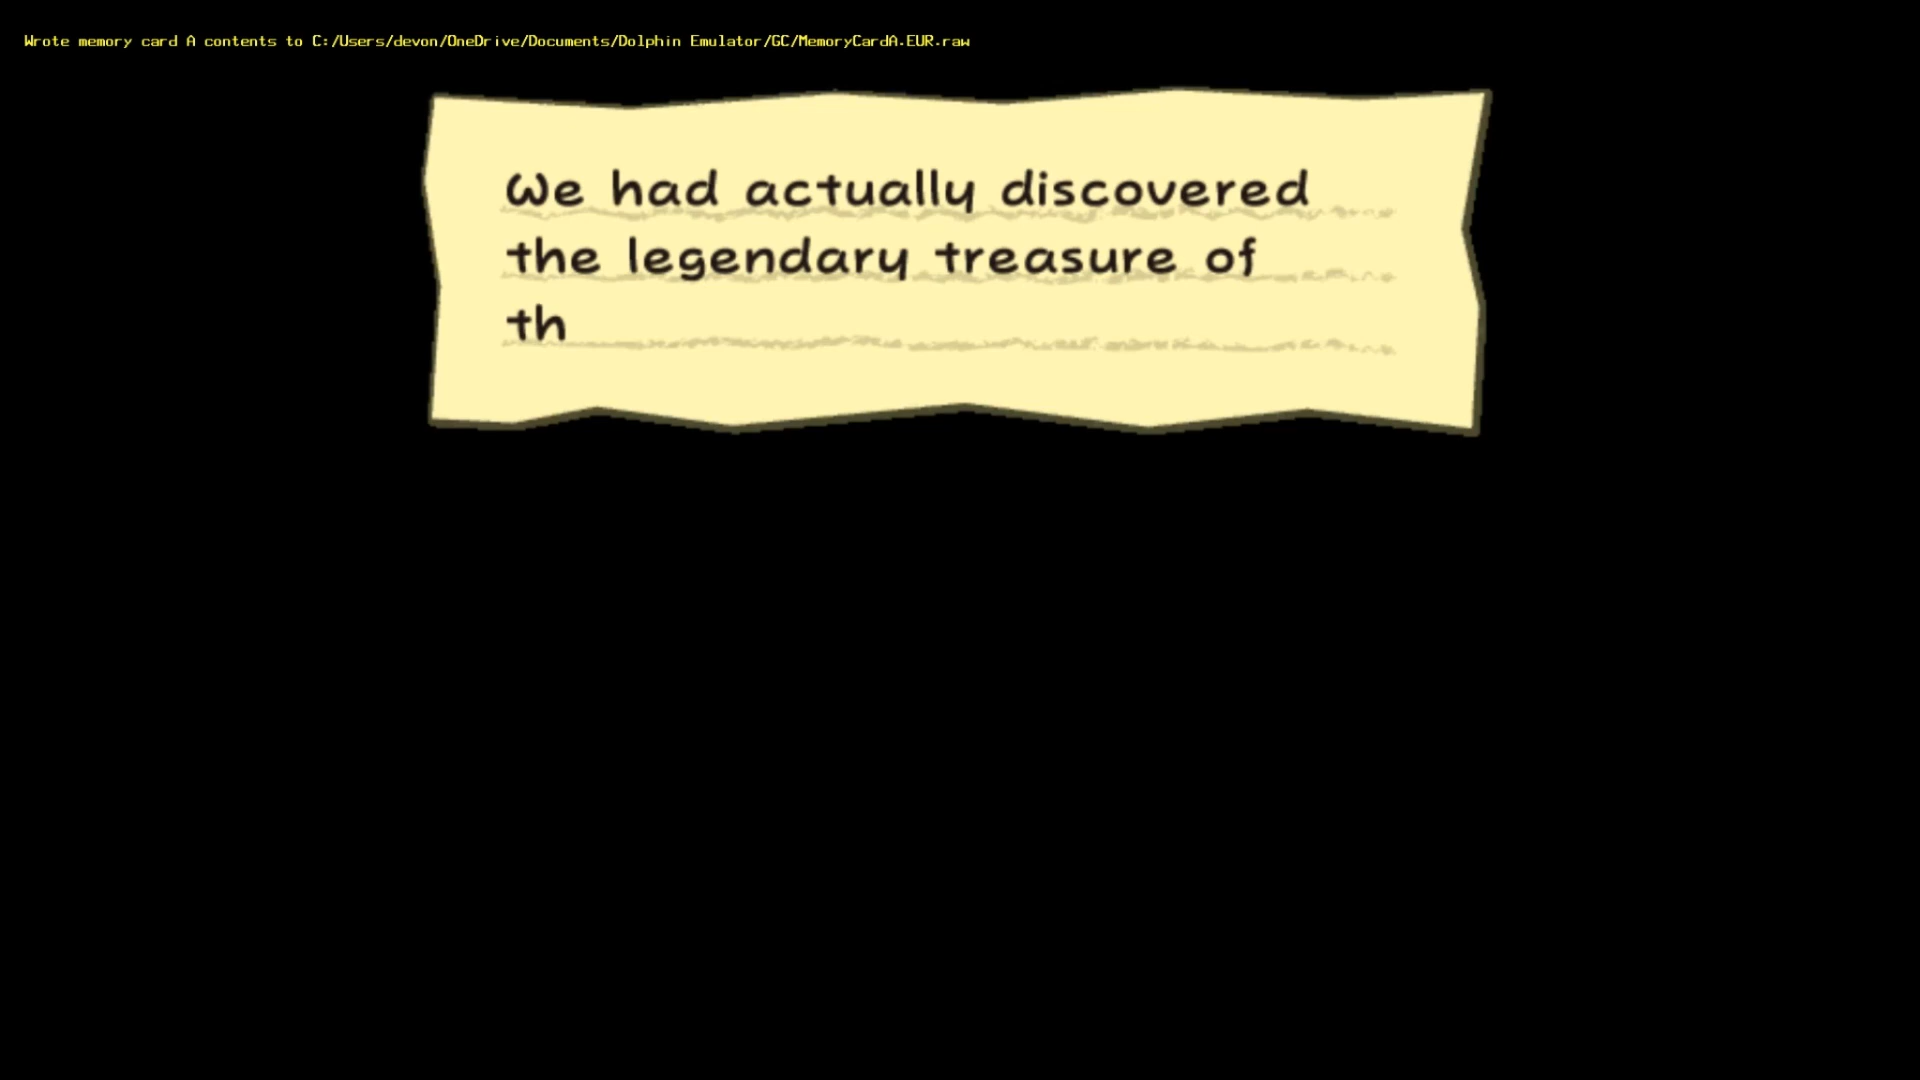 Wrote memory card A contents to C:/Users/devon/OneDrive/Documents/Dolphin Emulator/GC/MemoryCardA.EUR.raw
We had actually discovered
the legendary treasure of
th